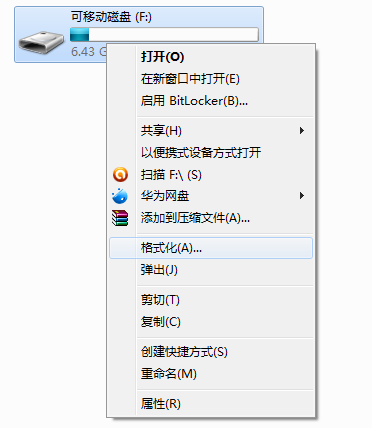 可移动磁盘 (F:)
6.43 G
打开(O)
在新窗口中打开(E)
启用 BitLocker(B)...
共享(H)
以便携式设备方式打开
扫描 F:\ (S)
华为网盘
添加到压缩文件(A)...
格式化(A)...
弹出(J)
剪切(T)
复制(C)
创建快捷方式(S)
重命名(M)
属性(R)